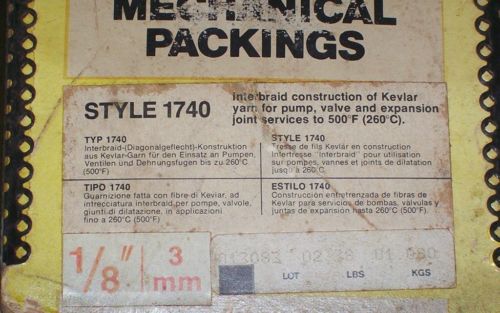 MECHANICAL
PACKINGS
STYLE 1740
Interbraid construction of Kevlar
yarn for pump, valve and expansion
joint services to 500°F (260°C).
TYP 1740
Interbraid-(Diagonalgeflecht)-Konstruktion
aus Kevlar-Garn für den Einsatz an Pumpen,
Ventilen und Dehnungsfugen bis zu 260°C
(500°F)
STYLE 1740
Tresse de fils Kevlar en construction
intertresse "Interbraid" pour utilisation
sur pompes, vannes et joints de dilatation
jusqu'a 260°C
TIPO 1740
Guarnizione fatta con fibre di Kevlar, ad
intrecciatura interbraid per pompe, valvole,
giunti di dilatazione, in applicazioni
fino a 260°C (500°F)
ESTILO 1740
Construcción entretrenzada de fibras de
Kevlar para servicios de bombas, válvulas y
juntas de expansión hasta 260°C (500°F).
1/8" 3 mm
LOT LBS KGS